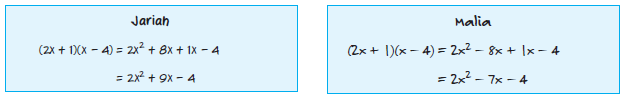 Jariah
(2x + 1)(x - 4) = 2x² + 8x + 1x - 4
= 2x² + 9x - 4
Malia
(2x + 1)(x - 4) = 2x² - 8x + 1x - 4
= 2x² - 7x - 4